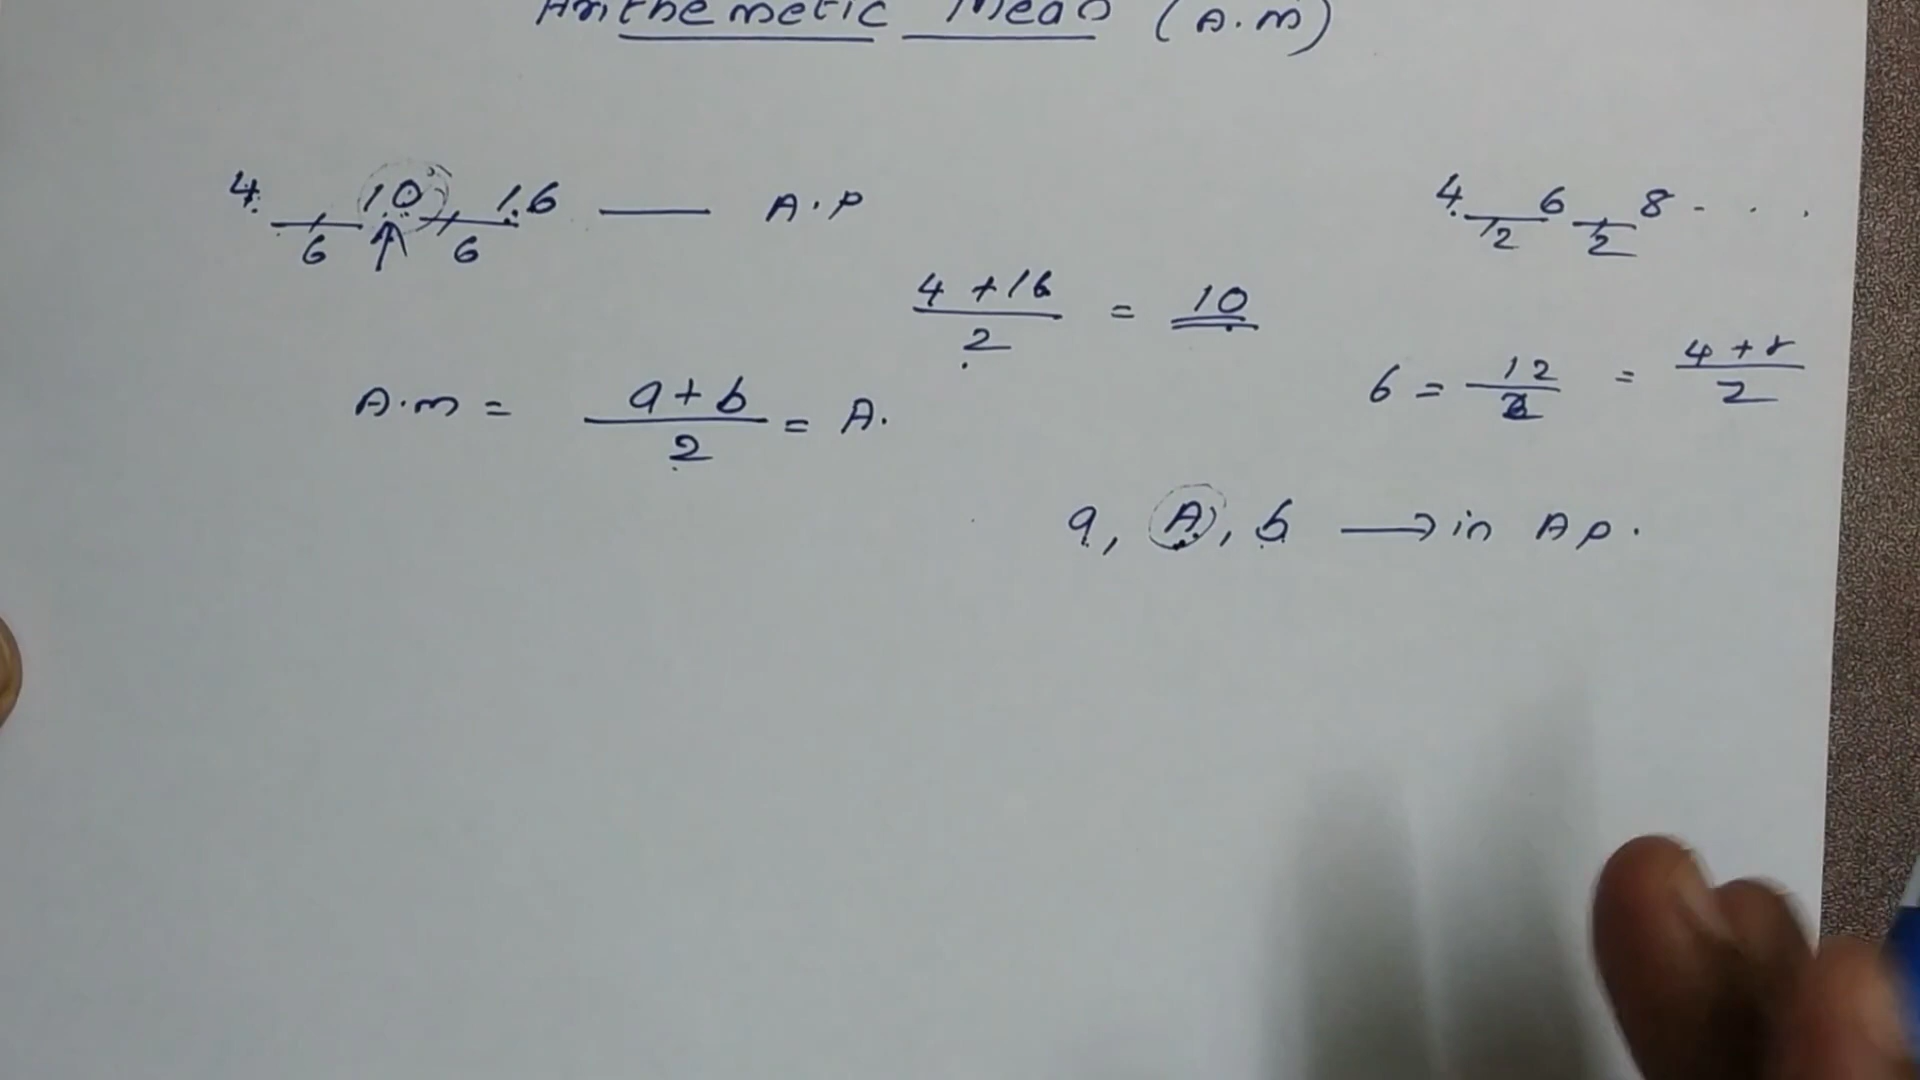 Arithemetic Mean (A.m)
4 10 16 — A.P
6 6
4 6 8 - . . .
2 2
4 + 16 / 2 = 10
6 = 12 / 2 = 4 + 8 / 2
A.m = a + b / 2 = A.
a, A, b → in A p.